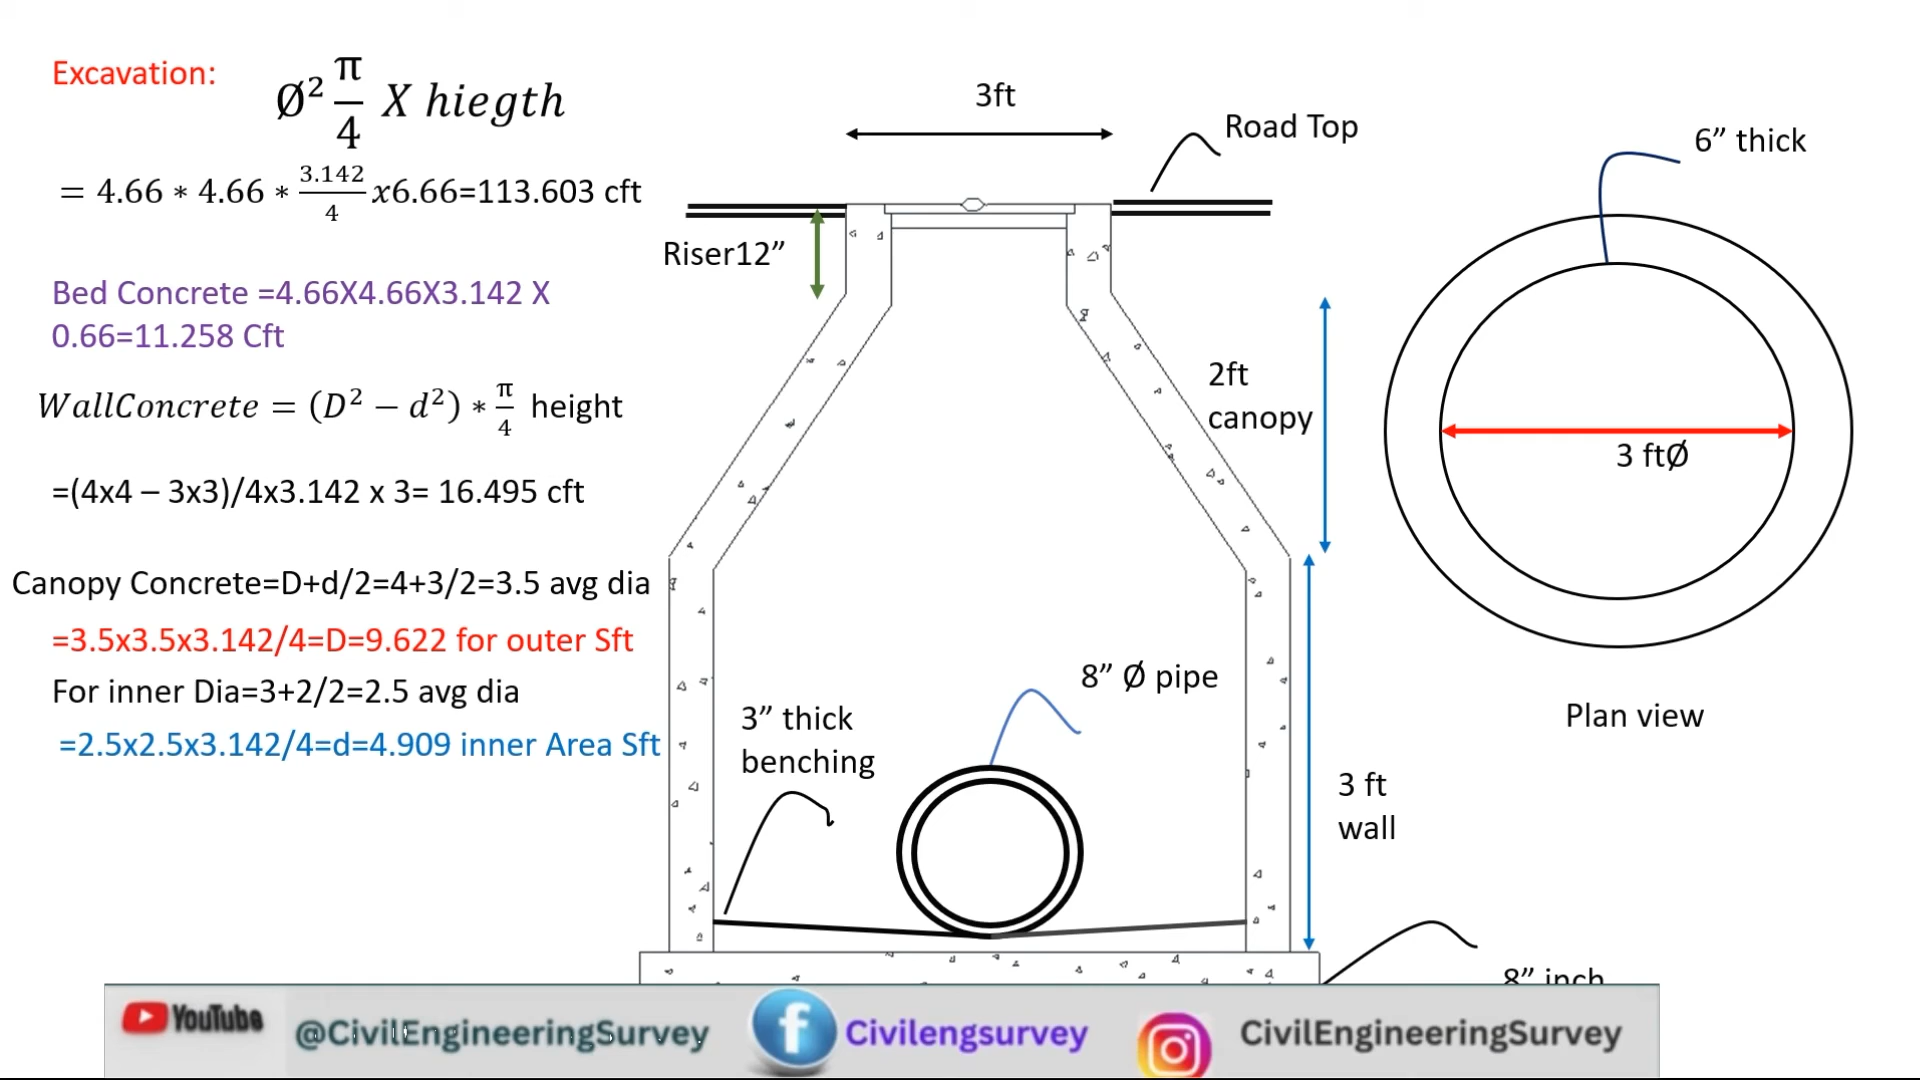 Excavation:
Ø² π/4 X hiegth
= 4.66 ∗ 4.66 ∗ 3.142/4 x6.66=113.603 cft
Bed Concrete =4.66X4.66X3.142 X
0.66=11.258 Cft
WallConcrete = (D² − d²) ∗ π/4 height
=(4x4 – 3x3)/4x3.142 x 3= 16.495 cft
Canopy Concrete=D+d/2=4+3/2=3.5 avg dia
=3.5x3.5x3.142/4=D=9.622 for outer Sft
For inner Dia=3+2/2=2.5 avg dia
=2.5x2.5x3.142/4=d=4.909 inner Area Sft
3ft
Road Top
Riser12”
2ft
canopy
8” Ø pipe
3” thick
benching
3 ft
wall
8” inch
6” thick
3 ftØ
Plan view
YouTube
@CivilEngineeringSurvey
f
Civilengsurvey
CivilEngineeringSurvey